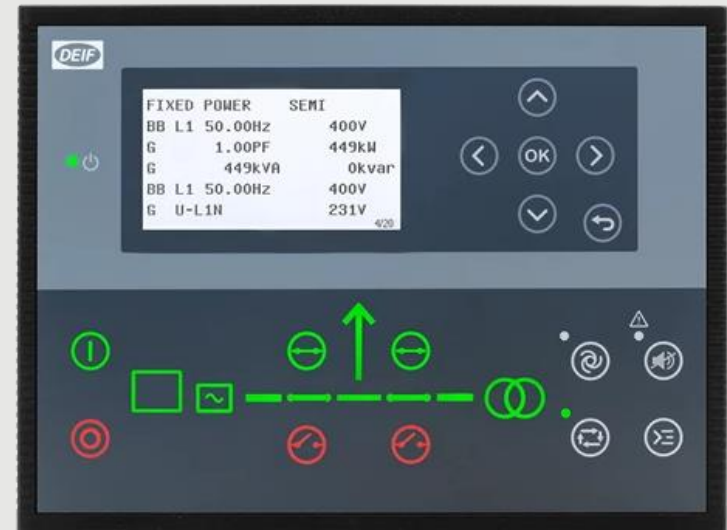 DEIF
FIXED POWER SEMI
BB L1 50.00Hz 400V
G 1.00PF 449kW
G 449kVA 0kvar
BB L1 50.00Hz 400V
G U-L1N 231V
4/20
OK